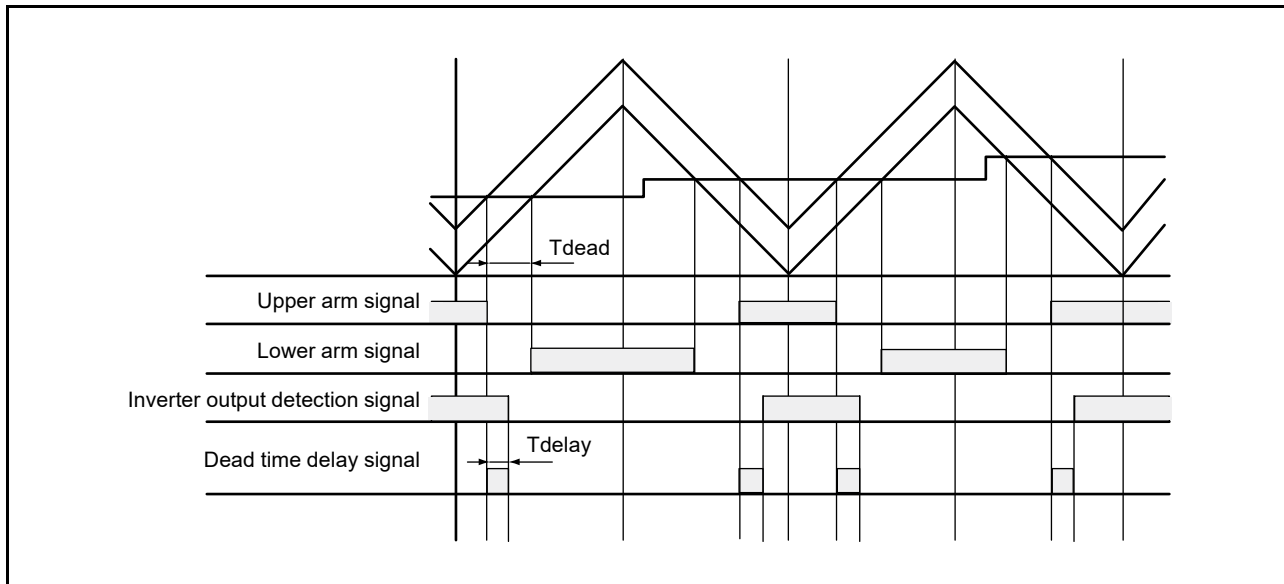 Tdead
Upper arm signal
Lower arm signal
Inverter output detection signal
Tdelay
Dead time delay signal